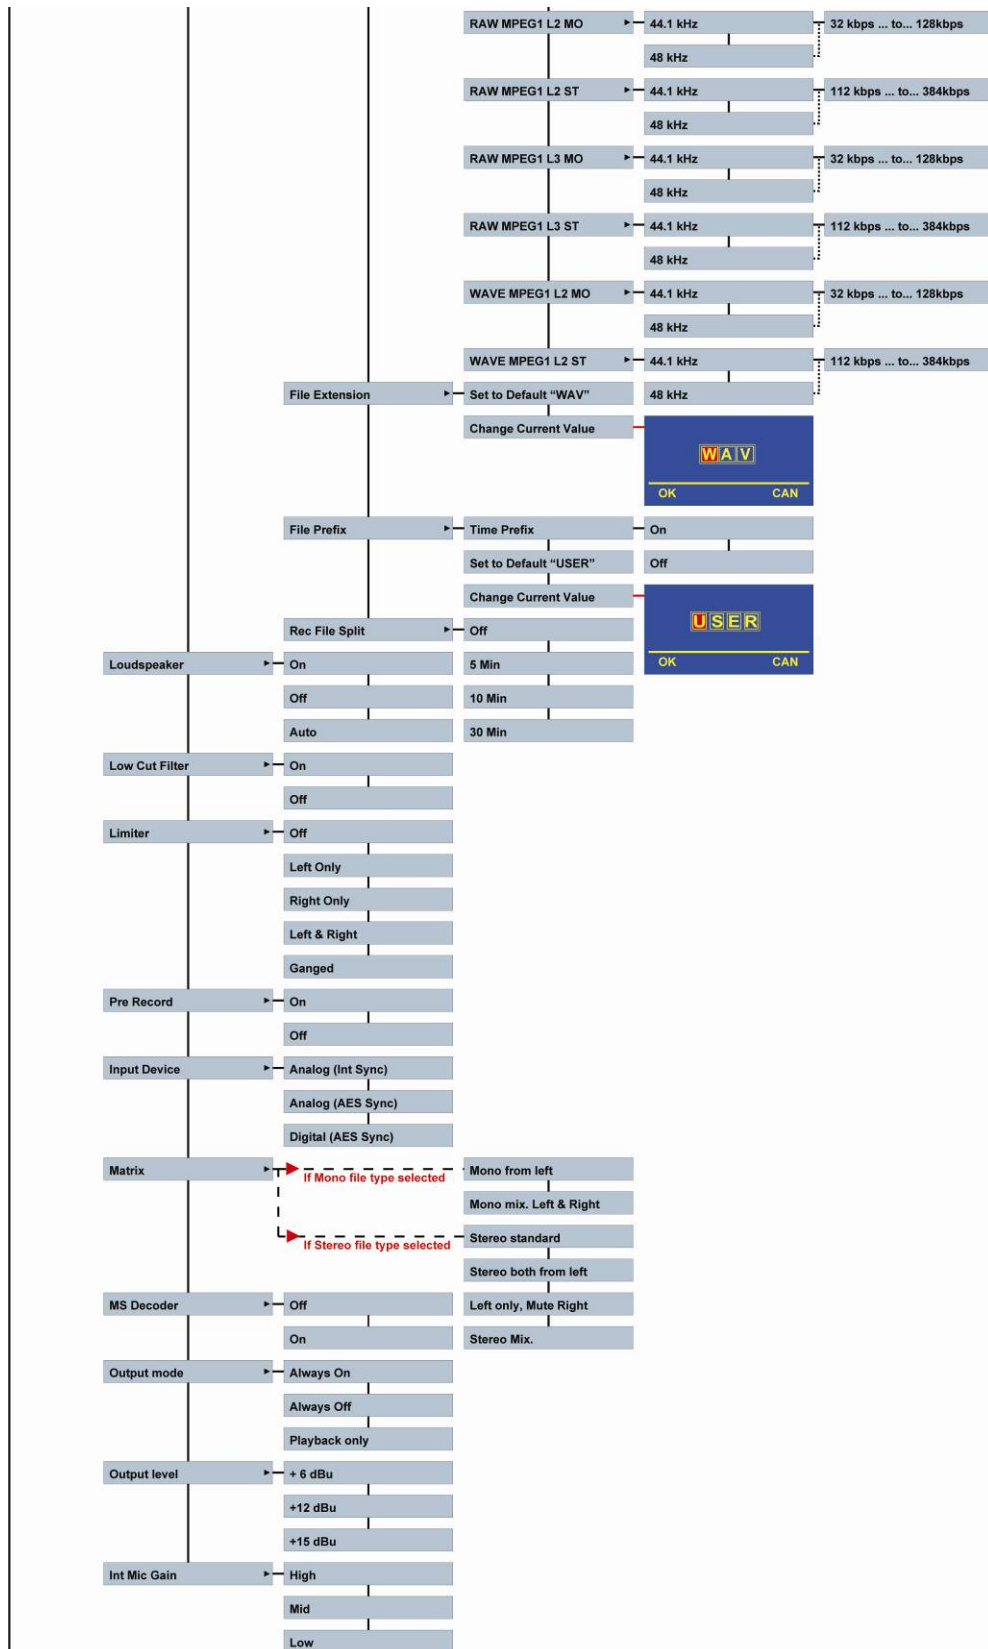 RAW MPEG1 L2 MO 44.1 kHz 32 kbps ... to... 128kbps
48 kHz
RAW MPEG1 L2 ST 44.1 kHz 112 kbps ... to... 384kbps
48 kHz
RAW MPEG1 L3 MO 44.1 kHz 32 kbps ... to... 128kbps
48 kHz
RAW MPEG1 L3 ST 44.1 kHz 112 kbps ... to... 384kbps
48 kHz
WAVE MPEG1 L2 MO 44.1 kHz 32 kbps ... to... 128kbps
48 kHz
WAVE MPEG1 L2 ST 44.1 kHz 112 kbps ... to... 384kbps
File Extension Set to Default “WAV” 48 kHz
Change Current Value
WAV
OK CAN
File Prefix Time Prefix On
Set to Default “USER” Off
Change Current Value
USER
Rec File Split Off
Loudspeaker On 5 Min OK CAN
Off 10 Min
Auto 30 Min
Low Cut Filter On
Off
Limiter Off
Left Only
Right Only
Left & Right
Ganged
Pre Record On
Off
Input Device Analog (Int Sync)
Analog (AES Sync)
Digital (AES Sync)
Matrix If Mono file type selected Mono from left
Mono mix. Left & Right
If Stereo file type selected Stereo standard
Stereo both from left
MS Decoder Off Left only, Mute Right
On Stereo Mix.
Output mode Always On
Always Off
Playback only
Output level + 6 dBu
+12 dBu
+15 dBu
Int Mic Gain High
Mid
Low